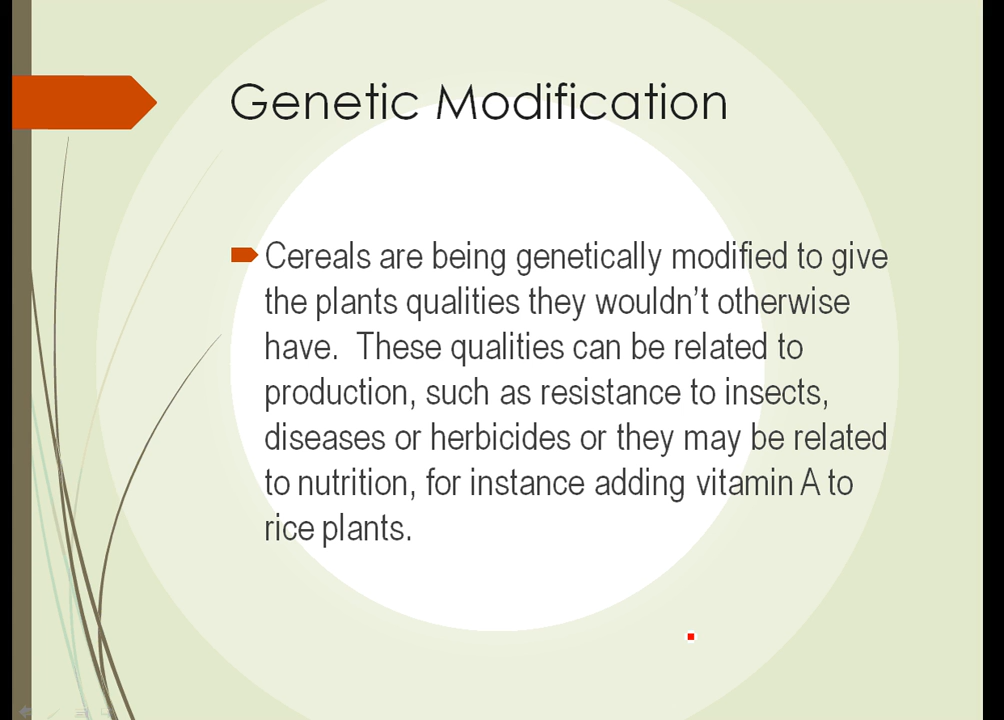 Genetic Modification
Cereals are being genetically modified to give
the plants qualities they wouldn’t otherwise
have.  These qualities can be related to
production, such as resistance to insects,
diseases or herbicides or they may be related
to nutrition, for instance adding vitamin A to
rice plants.